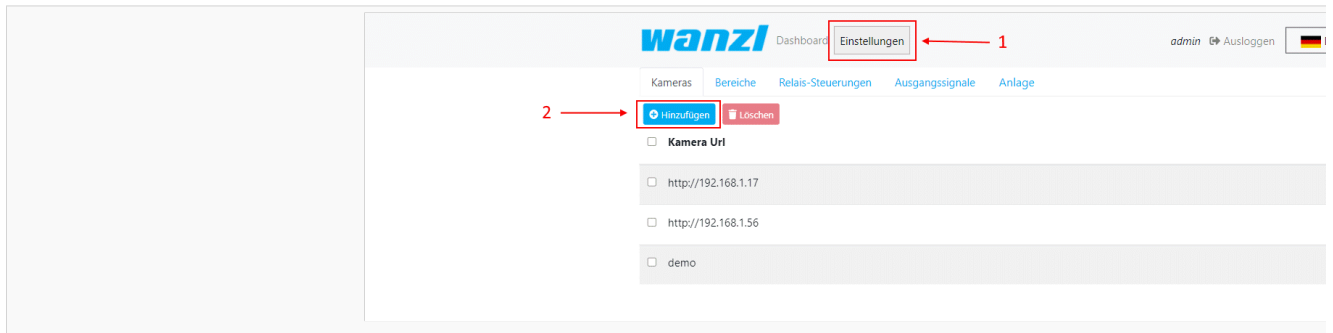 wanzl Dashboard Einstellungen 1 admin Ausloggen
Kameras Bereiche Relais-Steuerungen Ausgangssignale Anlage
2 Hinzufügen Löschen
Kamera Url
http://192.168.1.17
http://192.168.1.56
demo